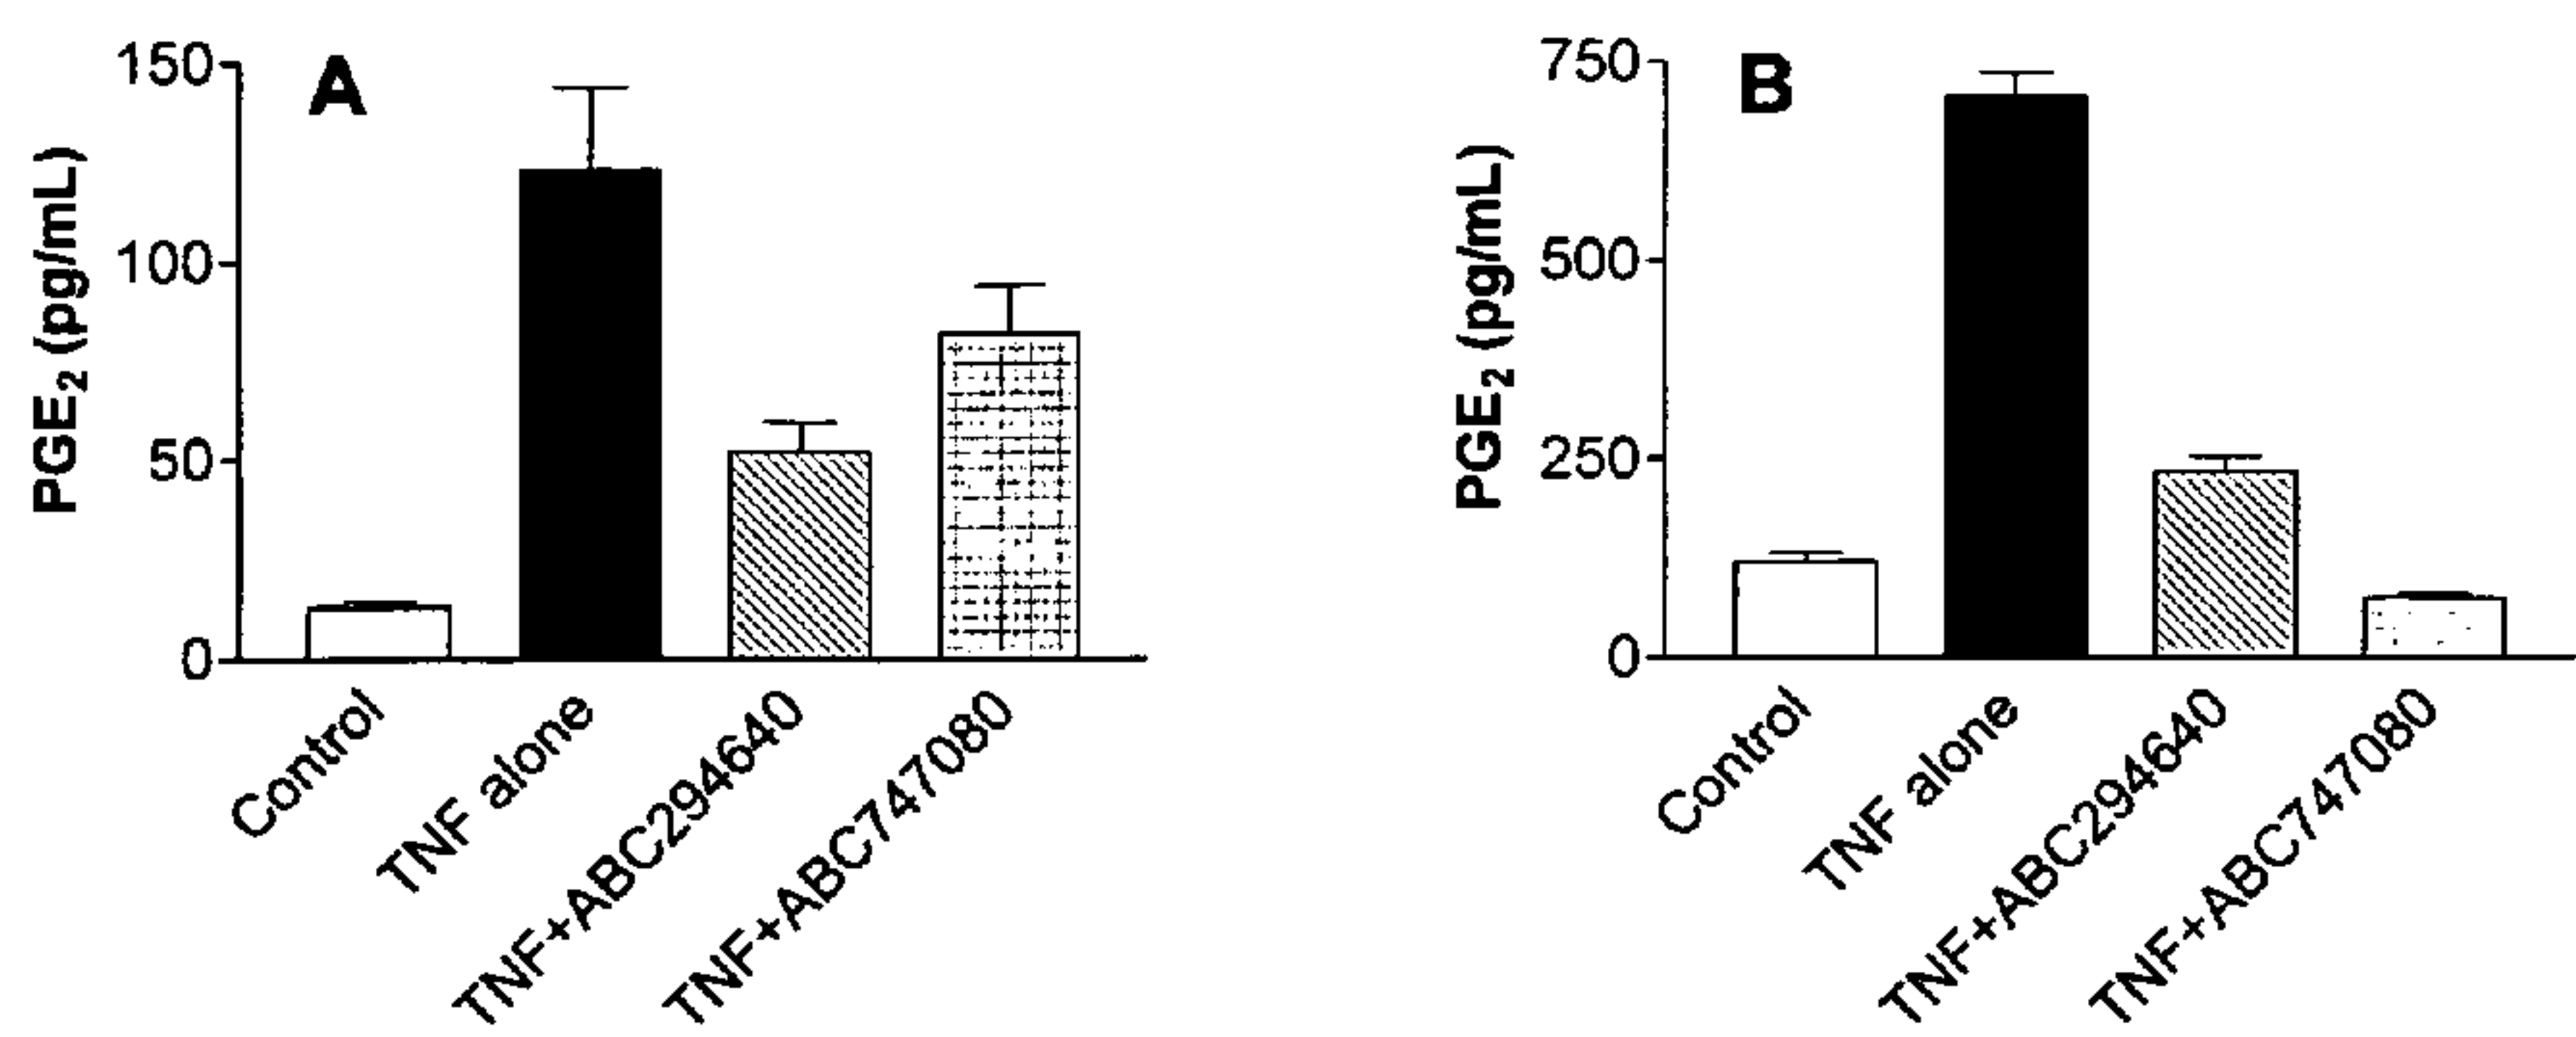 A
PGE₂ (pg/mL)
150
100
50
0
Control
TNF alone
TNF+ABC294640
TNF+ABC747080
B
PGE₂ (pg/mL)
750
500
250
0
Control
TNF alone
TNF+ABC294640
TNF+ABC747080